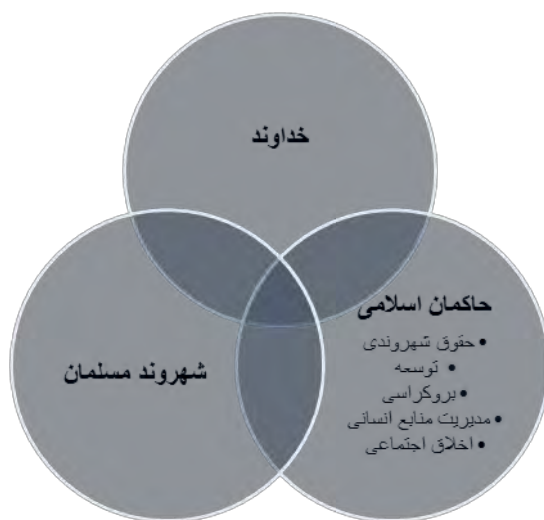 خداوند
حاکمان اسلامی
• حقوق شهروندی
• توسعه
• بروکراسی
• مدیریت منابع انسانی
• اخلاق اجتماعی
شهروند مسلمان